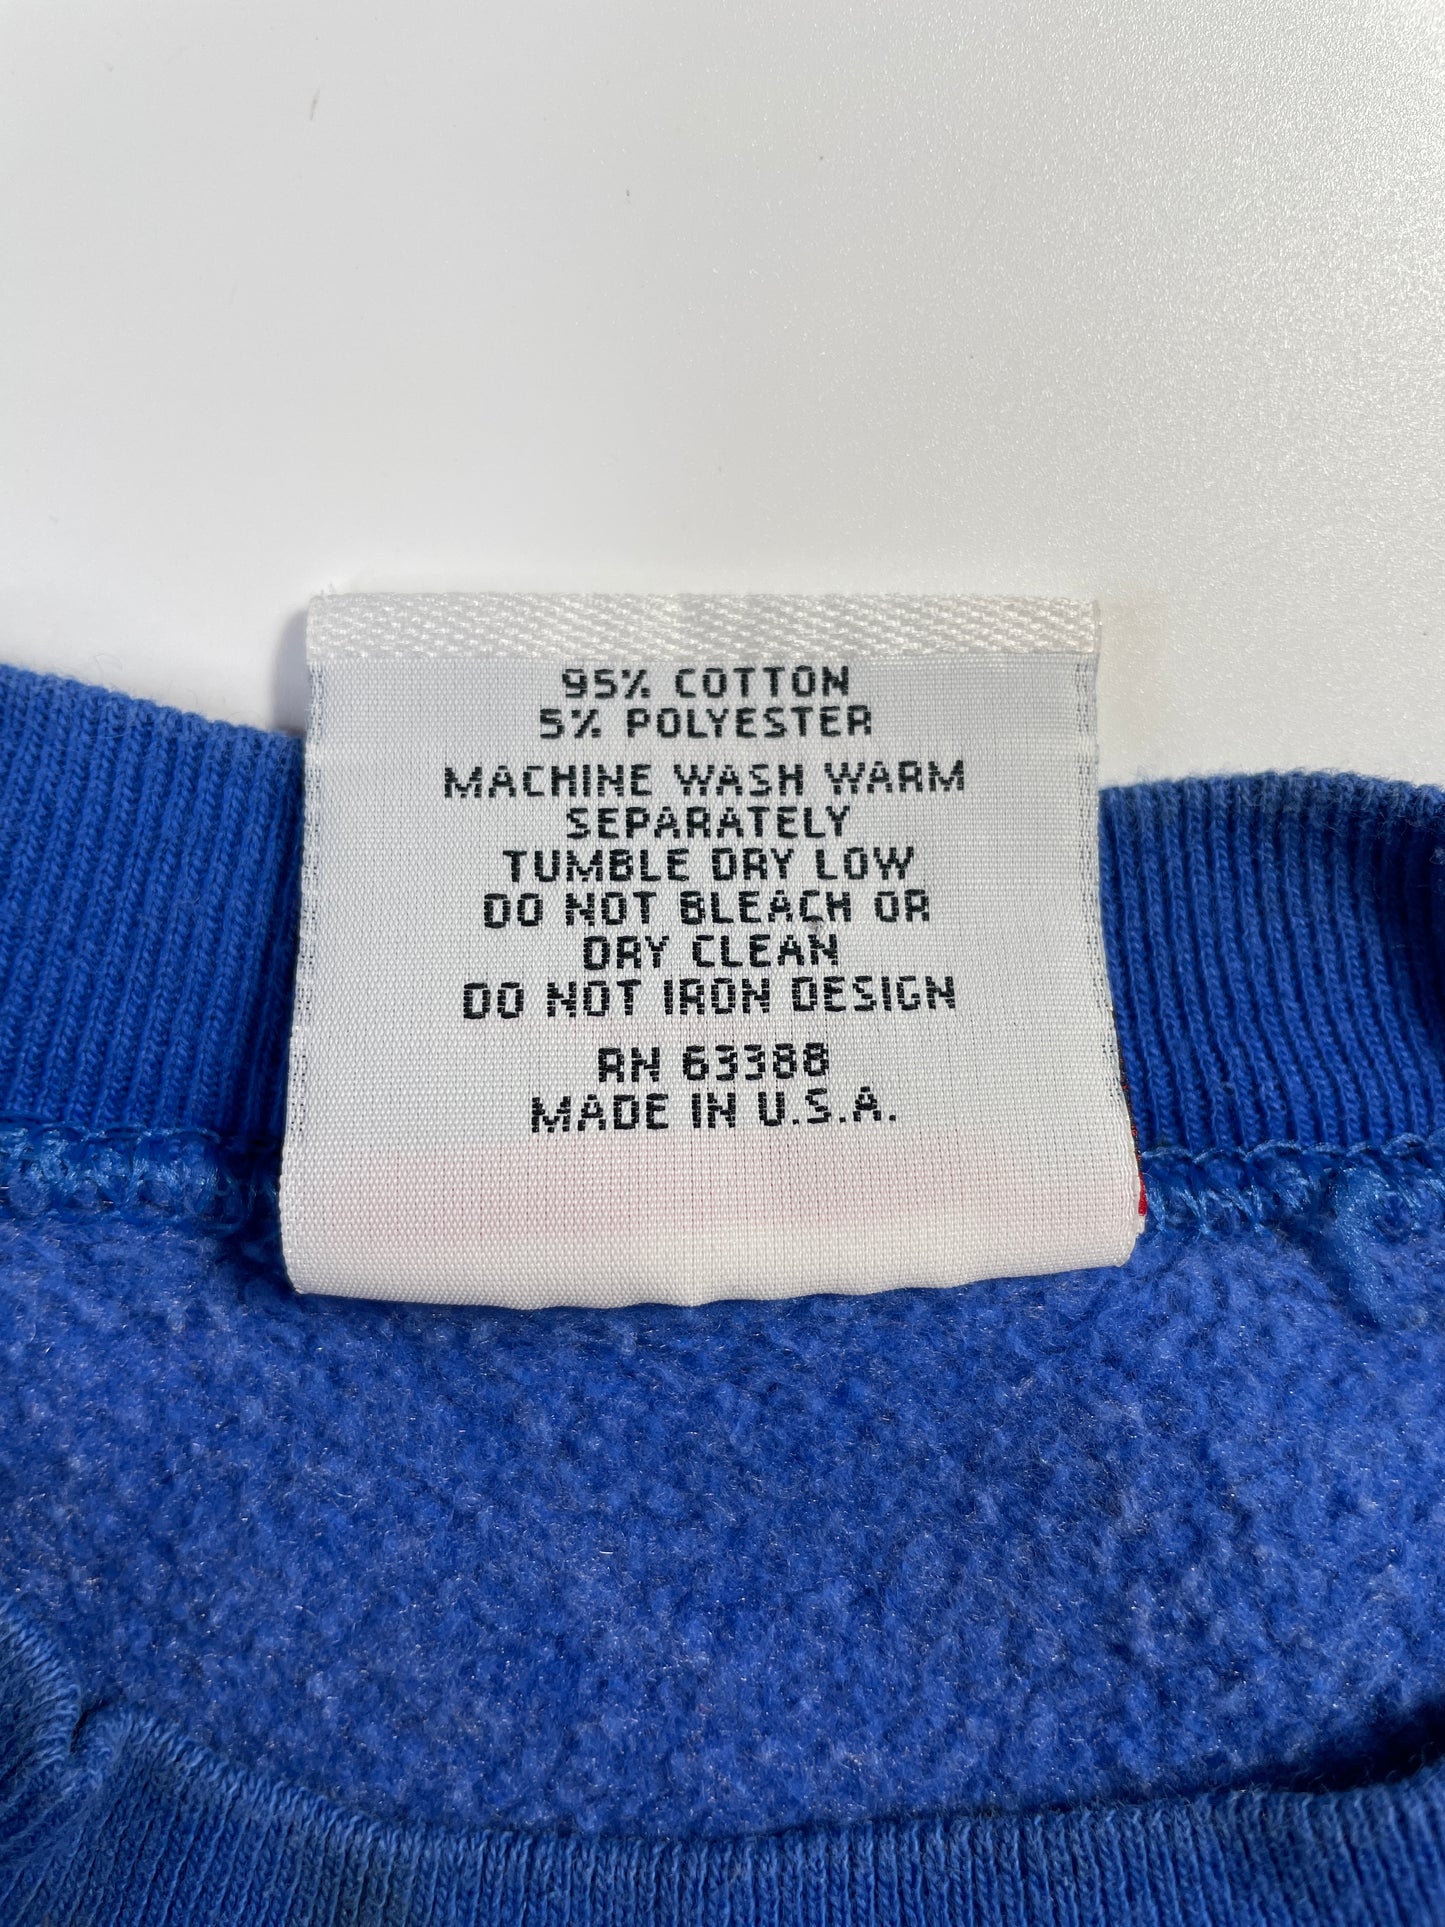 95% COTTON
5% POLYESTER
MACHINE WASH WARM
SEPARATELY
TUMBLE DRY LOW
DO NOT BLEACH OR
DRY CLEAN
DO NOT IRON DESIGN
RN 63388
MADE IN U.S.A.